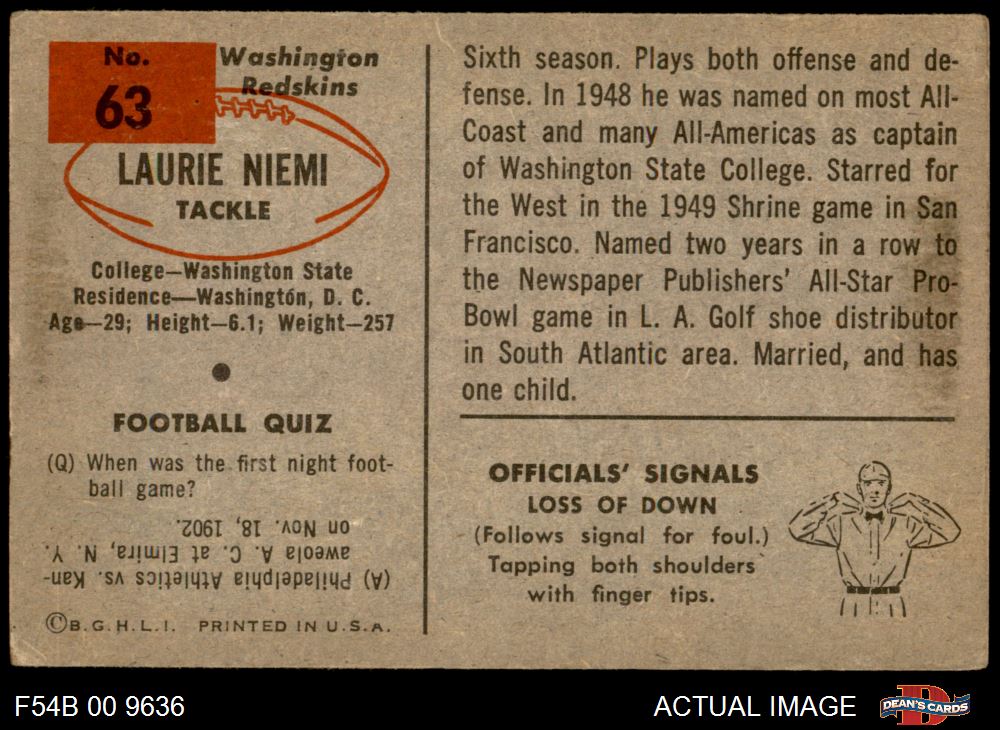 No.
63
Washington
Redskins
LAURIE NIEMI
TACKLE
College—Washington State
Residence—Washington, D. C.
Age—29; Height—6.1; Weight—257
FOOTBALL QUIZ
(Q) When was the first night foot-
ball game?
(A) Philadelphia Athletics vs. Kan-
aweola A. C. at Elmira, N. Y.
on Nov. 18, 1902.
©B.G.H.L.I. PRINTED IN U.S.A.
Sixth season. Plays both offense and de-
fense. In 1948 he was named on most All-
Coast and many All-Americas as captain
of Washington State College. Starred for
the West in the 1949 Shrine game in San
Francisco. Named two years in a row to
the Newspaper Publishers' All-Star Pro-
Bowl game in L. A. Golf shoe distributor
in South Atlantic area. Married, and has
one child.
OFFICIALS' SIGNALS
LOSS OF DOWN
(Follows signal for foul.)
Tapping both shoulders
with finger tips.
F54B 00 9636
ACTUAL IMAGE
D
DEAN'S CARDS